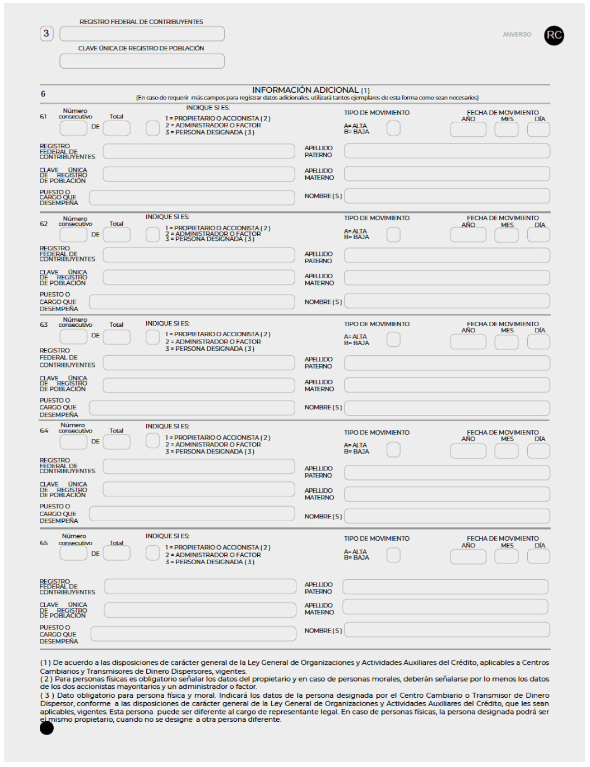 REGISTRO FEDERAL DE CONTRIBUYENTES
3
ANVERSO RC
CLAVE ÚNICA DE REGISTRO DE POBLACIÓN
6 INFORMACIÓN ADICIONAL (1)
(En caso de requerir más campos para registrar datos adicionales, utilizará tantos ejemplares de esta forma como sean necesarios)
6.1 Número consecutivo DE Total
INDIQUE SI ES:
1 = PROPIETARIO O ACCIONISTA ( 2 )
2 = ADMINISTRADOR O FACTOR
3 = PERSONA DESIGNADA ( 3 )
TIPO DE MOVIMIENTO
A= ALTA
B= BAJA
FECHA DE MOVIMIENTO
AÑO MES DÍA
REGISTRO FEDERAL DE CONTRIBUYENTES
APELLIDO PATERNO
CLAVE ÚNICA DE REGISTRO DE POBLACIÓN
APELLIDO MATERNO
PUESTO O CARGO QUE DESEMPEÑA
NOMBRE ( S )
6.2 Número consecutivo DE Total
INDIQUE SI ES:
1 = PROPIETARIO O ACCIONISTA ( 2 )
2 = ADMINISTRADOR O FACTOR
3 = PERSONA DESIGNADA ( 3 )
TIPO DE MOVIMIENTO
A= ALTA
B= BAJA
FECHA DE MOVIMIENTO
AÑO MES DÍA
REGISTRO FEDERAL DE CONTRIBUYENTES
APELLIDO PATERNO
CLAVE ÚNICA DE REGISTRO DE POBLACIÓN
APELLIDO MATERNO
PUESTO O CARGO QUE DESEMPEÑA
NOMBRE ( S )
6.3 Número consecutivo DE Total
INDIQUE SI ES:
1 = PROPIETARIO O ACCIONISTA ( 2 )
2 = ADMINISTRADOR O FACTOR
3 = PERSONA DESIGNADA ( 3 )
TIPO DE MOVIMIENTO
A= ALTA
B= BAJA
FECHA DE MOVIMIENTO
AÑO MES DÍA
REGISTRO FEDERAL DE CONTRIBUYENTES
APELLIDO PATERNO
CLAVE ÚNICA DE REGISTRO DE POBLACIÓN
APELLIDO MATERNO
PUESTO O CARGO QUE DESEMPEÑA
NOMBRE ( S )
6.4 Número consecutivo DE Total
INDIQUE SI ES:
1 = PROPIETARIO O ACCIONISTA ( 2 )
2 = ADMINISTRADOR O FACTOR
3 = PERSONA DESIGNADA ( 3 )
TIPO DE MOVIMIENTO
A= ALTA
B= BAJA
FECHA DE MOVIMIENTO
AÑO MES DÍA
REGISTRO FEDERAL DE CONTRIBUYENTES
APELLIDO PATERNO
CLAVE ÚNICA DE REGISTRO DE POBLACIÓN
APELLIDO MATERNO
PUESTO O CARGO QUE DESEMPEÑA
NOMBRE ( S )
6.5 Número consecutivo DE Total
INDIQUE SI ES:
1 = PROPIETARIO O ACCIONISTA ( 2 )
2 = ADMINISTRADOR O FACTOR
3 = PERSONA DESIGNADA ( 3 )
TIPO DE MOVIMIENTO
A= ALTA
B= BAJA
FECHA DE MOVIMIENTO
AÑO MES DÍA
REGISTRO FEDERAL DE CONTRIBUYENTES
APELLIDO PATERNO
CLAVE ÚNICA DE REGISTRO DE POBLACIÓN
APELLIDO MATERNO
PUESTO O CARGO QUE DESEMPEÑA
NOMBRE ( S )
( 1 ) De acuerdo a las disposiciones de carácter general de la Ley General de Organizaciones y Actividades Auxiliares del Crédito, aplicables a Centros
Cambiarios y Transmisores de Dinero Dispersores, vigentes.
( 2 ) Para personas físicas es obligatorio señalar los datos del propietario y en caso de personas morales, deberán señalarse por lo menos los datos
de los dos accionistas mayoritarios y un administrador o factor.
( 3 ) Dato obligatorio para persona física y moral. Indicará los datos de la persona designada por el Centro Cambiario o Transmisor de Dinero
Dispersor, conforme a las disposiciones de carácter general de la Ley General de Organizaciones y Actividades Auxiliares del Crédito, que les sean
aplicables, vigentes. Esta persona puede ser diferente al cargo de representante legal. En caso de personas físicas, la persona designada podrá ser
el mismo propietario, cuando no se designe a otra persona diferente.